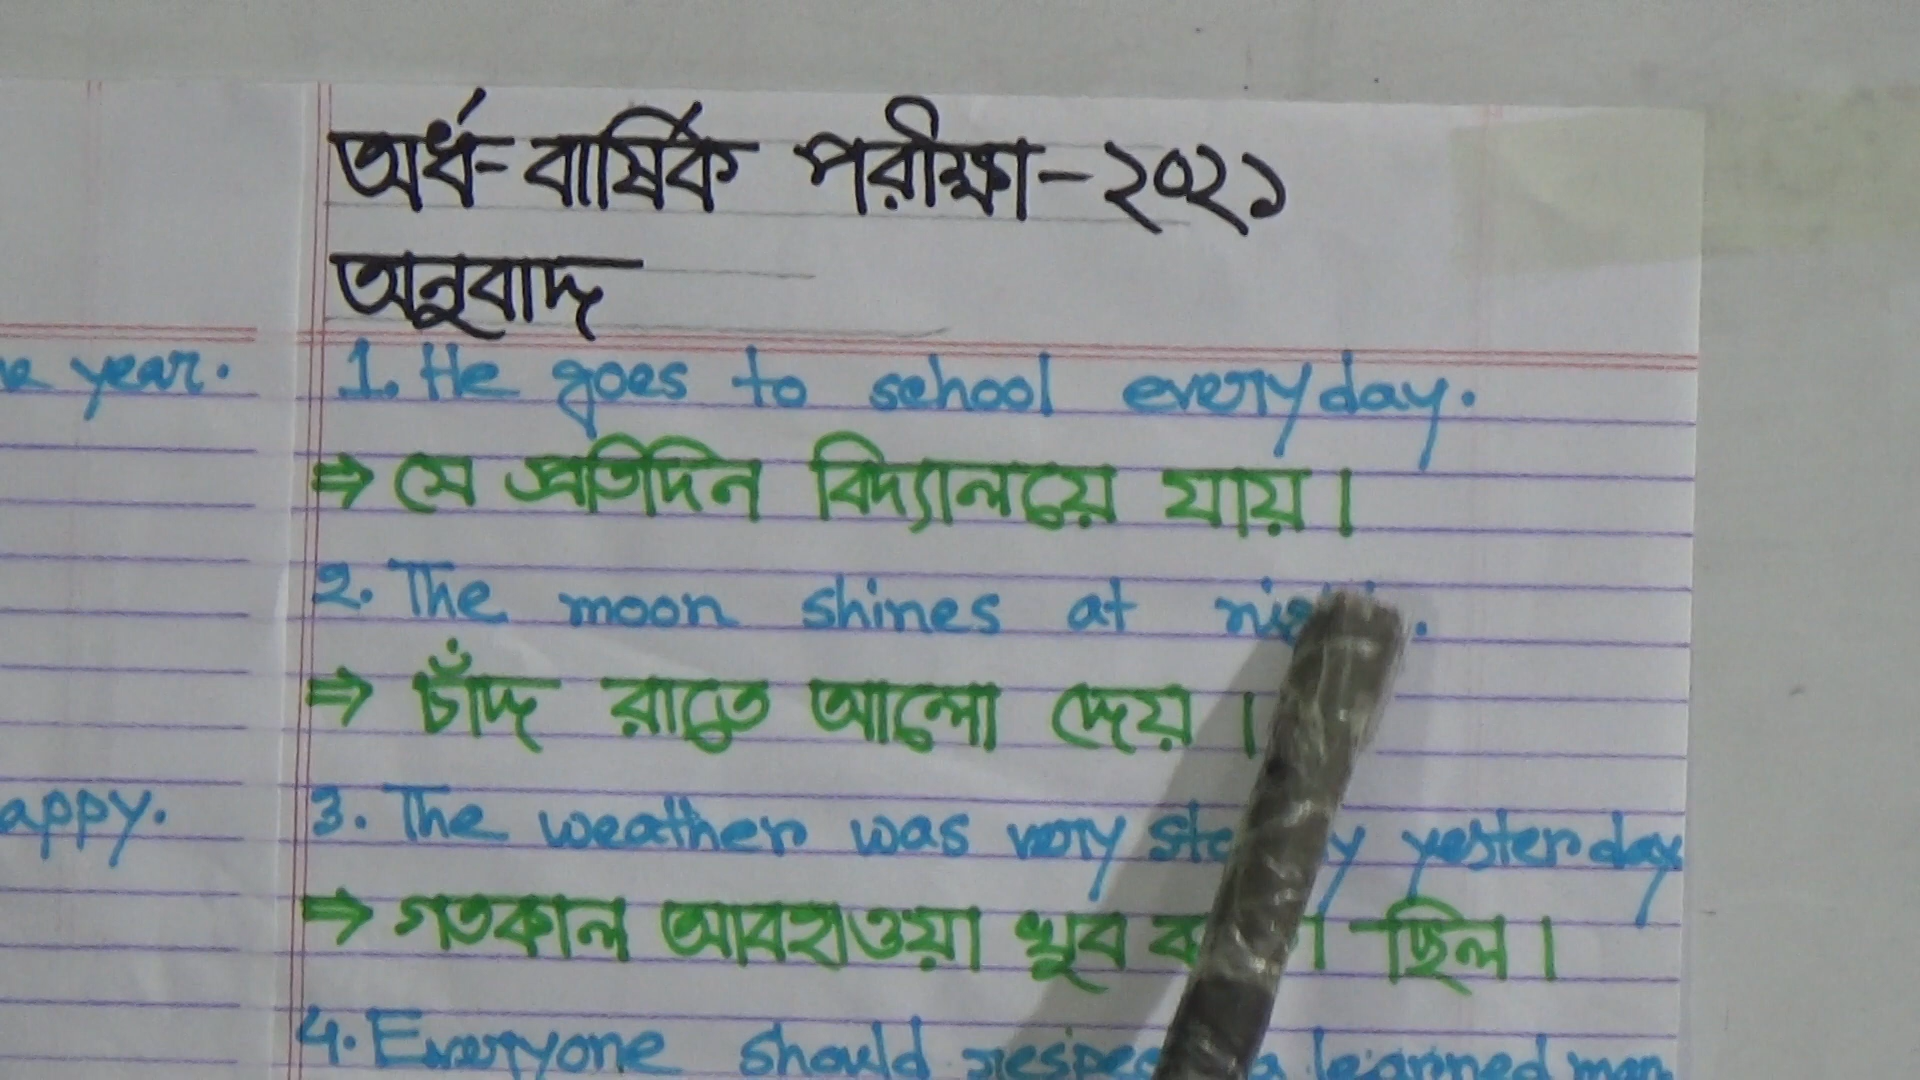 অর্ধ-বার্ষিক পরীক্ষা-২০২১
অনুবাদ
year.
1. He goes to school everyday.
⇒ সে প্রতিদিন বিদ্যালয়ে যায়।
2. The moon shines at
⇒ চাঁদ রাতে আলো দেয়।
3. The weather was very yesterday
appy.
⇒ গতকাল আবহাওয়া খুব ছিল।
4. Everyone should a learned man